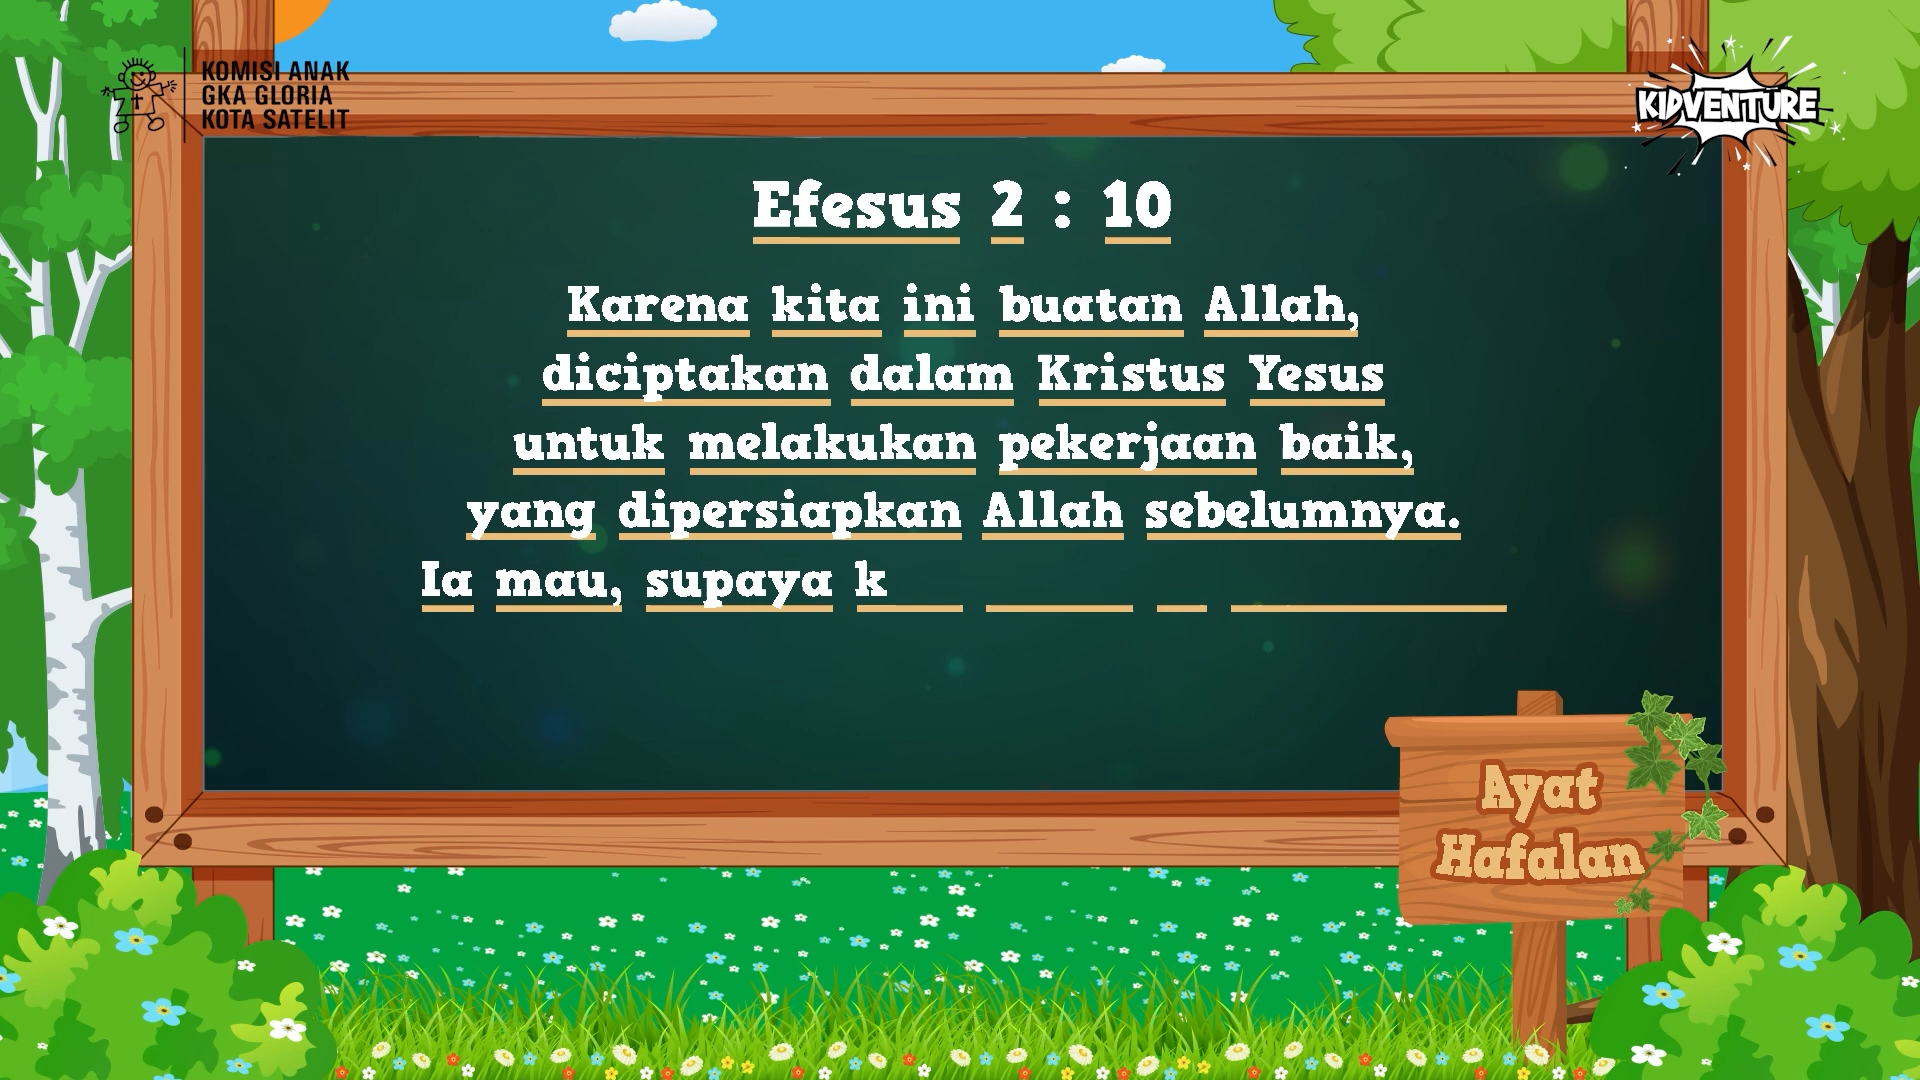 KOMISI ANAK
GKA GLORIA
KOTA SATELIT
KIDVENTURE
Efesus 2 : 10
Karena kita ini buatan Allah,
diciptakan dalam Kristus Yesus
untuk melakukan pekerjaan baik,
yang dipersiapkan Allah sebelumnya.
Ia mau, supaya k
Ayat
Hafalan